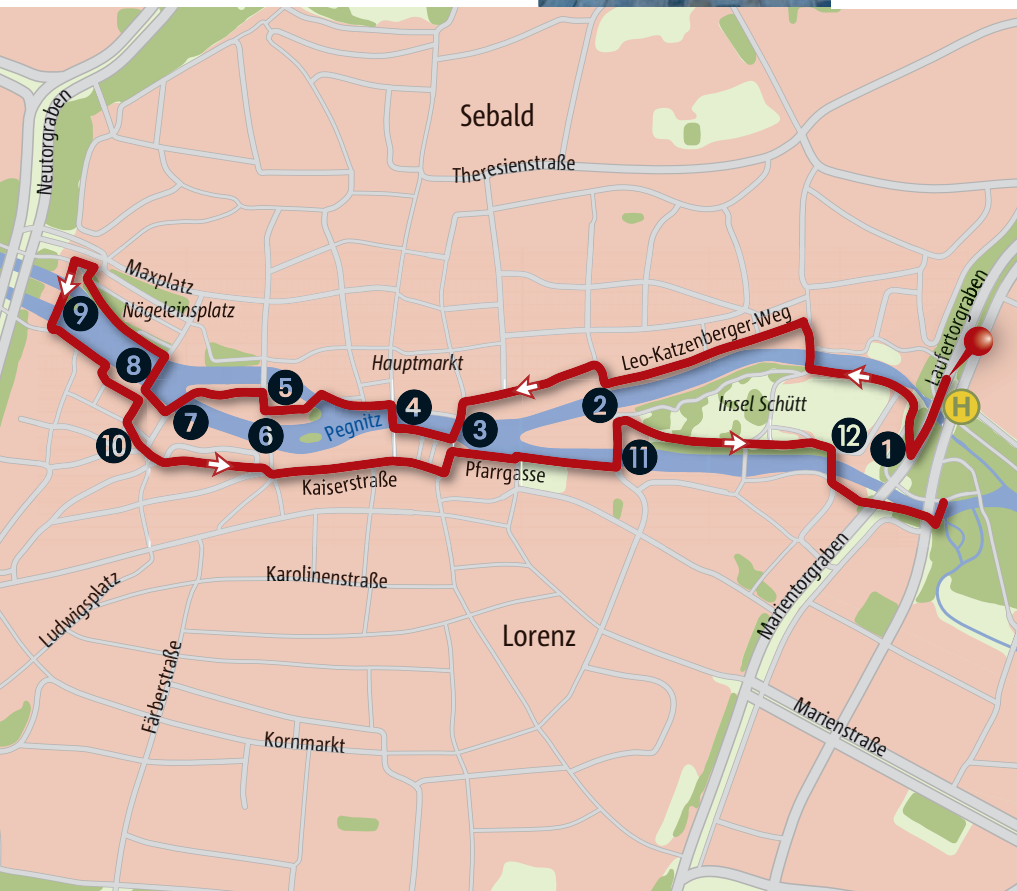 Sebald
Neutorgraben
Theresienstraße
Maxplatz
Nägeleinsplatz
Laufertorgraben
Leo-Katzenberger-Weg
Hauptmarkt
Insel Schütt
Pegnitz
H
9
8
5
4
2
7
6
3
12
1
10
11
Pfarrgasse
Kaiserstraße
Karolinenstraße
Ludwigsplatz
Marientorgraben
Lorenz
Färberstraße
Kornmarkt
Marienstraße